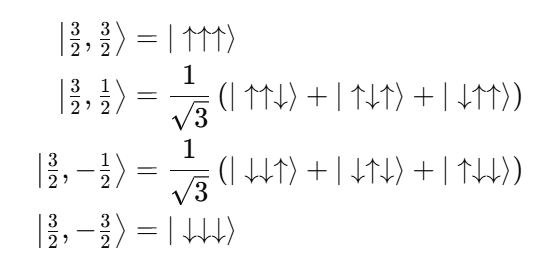 |3/2, 3/2⟩ = | ↑↑↑⟩
|3/2, 1/2⟩ = 1/√3 (| ↑↑↓⟩ + | ↑↓↑⟩ + | ↓↑↑⟩)
|3/2, −1/2⟩ = 1/√3 (| ↓↓↑⟩ + | ↓↑↓⟩ + | ↑↓↓⟩)
|3/2, −3/2⟩ = | ↓↓↓⟩